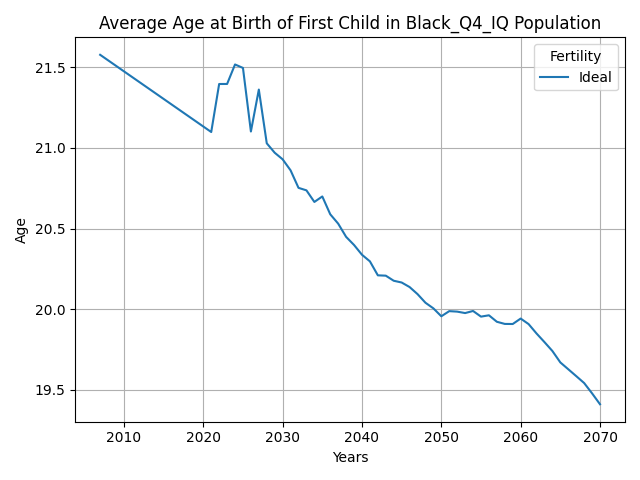 Average Age at Birth of First Child in Black_Q4_IQ Population
Fertility
Ideal
21.5
21.0
20.5
20.0
19.5
Age
2010 2020 2030 2040 2050 2060 2070
Years